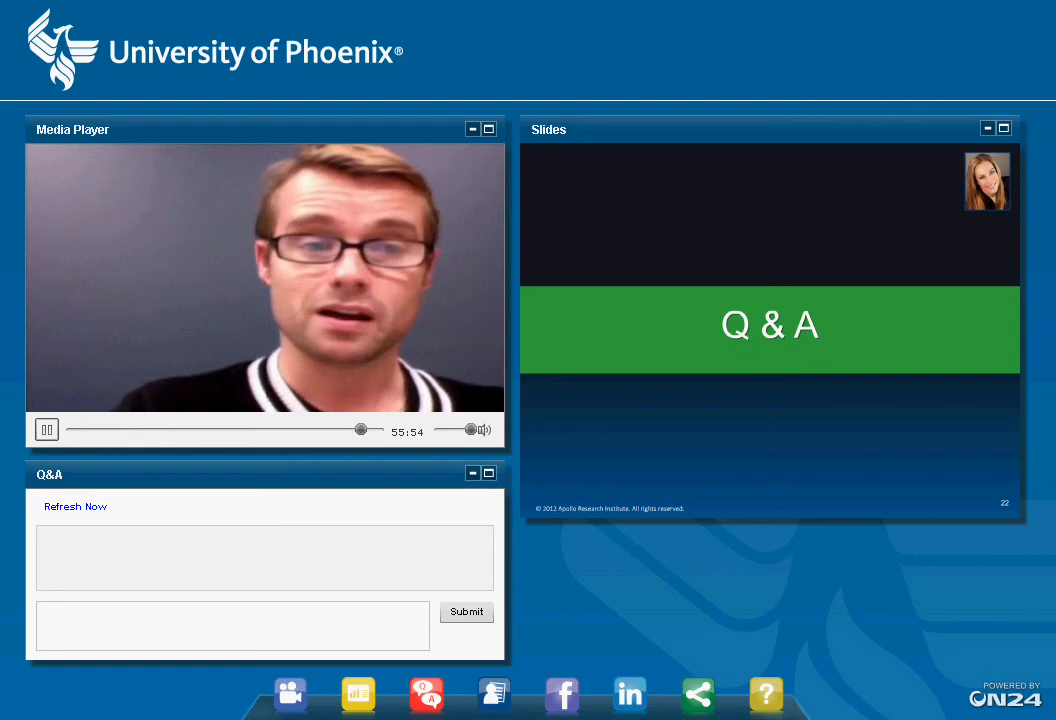 University of Phoenix®
Media Player
Slides
Q & A
55:54
© 2012 Apollo Research Institute. All rights reserved.
22
Q&A
Refresh Now
Submit
Q
A
f
in
?
POWERED BY
ON24